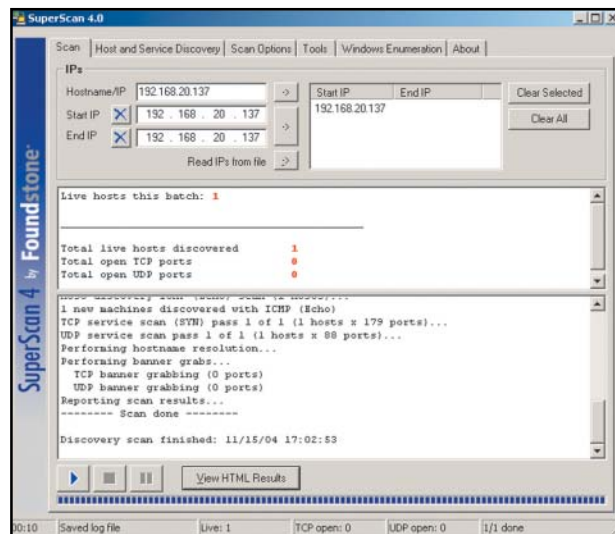 SuperScan 4.0
Scan Host and Service Discovery Scan Options Tools Windows Enumeration About
IPs
Hostname/IP 192.168.20.137
Start IP 192 . 168 . 20 . 137
End IP 192 . 168 . 20 . 137
Read IPs from file
Start IP End IP
192.168.20.137
Clear Selected
Clear All
SuperScan 4 by Foundstone
Live hosts this batch: 1
Total live hosts discovered 1
Total open TCP ports 0
Total open UDP ports 0
Host discovery ICMP (Echo) scan (1 hosts)...
1 new machines discovered with ICMP (Echo)
TCP service scan (SYN) pass 1 of 1 (1 hosts x 179 ports)...
UDP service scan pass 1 of 1 (1 hosts x 88 ports)...
Performing hostname resolution...
Performing banner grabs...
TCP banner grabbing (0 ports)
UDP banner grabbing (0 ports)
Reporting scan results...
-------- Scan done --------
Discovery scan finished: 11/15/04 17:02:53
View HTML Results
00:10 Saved log file Live: 1 TCP open: 0 UDP open: 0 1/1 done